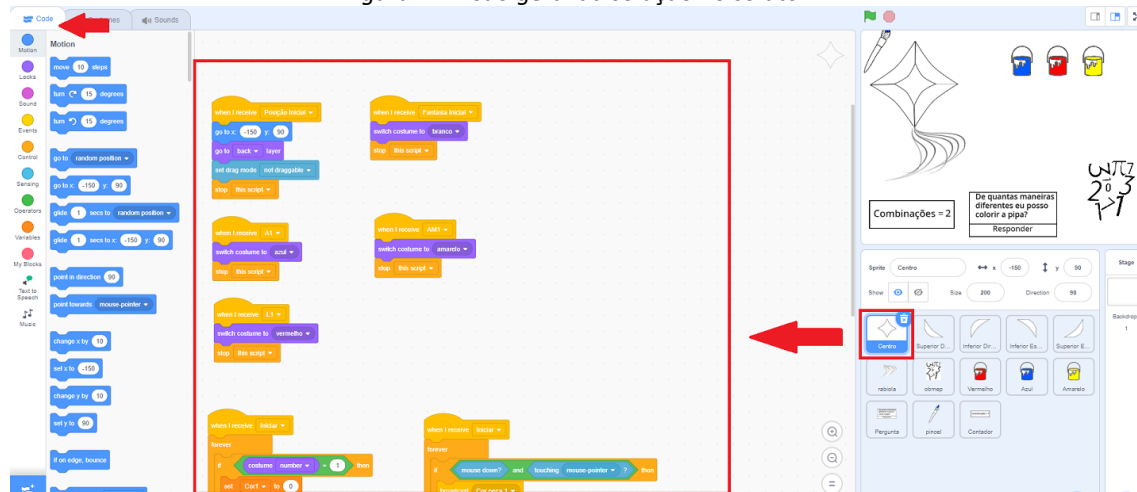 Code
Sounds
Motion
Looks
Sound
Events
Control
Sensing
Operators
Variables
My Blocks
Text to
Speech
Music
Motion
move 10 steps
turn 15 degrees
turn 15 degrees
go to random position
go to x: -150 y: 90
glide 1 secs to random position
glide 1 secs to x: -150 y: 90
point in direction 90
point towards mouse-pointer
change x by 10
set x to -150
change y by 10
set y to 90
if on edge, bounce
when I receive Posição Inicial
go to x: -150 y: 90
go to back layer
set drag mode not draggable
stop this script
when I receive Fantasia Inicial
switch costume to branco
stop this script
when I receive A1
switch costume to azul
stop this script
when I receive AM1
switch costume to amarelo
stop this script
when I receive
switch costume to vermelho
stop this script
when I receive Iniciar
forever
if costume number = 1 then
set Cor1 to 0
when I receive Iniciar
forever
if mouse down? and touching mouse-pointer ? then
Combinações = 2
De quantas maneiras
diferentes eu posso
colorir a pipa?
Responder
Sprite Centro x -150 y 90
Show Size 200 Direction 90
Stage
Backdrop
1
Centro
Superior D...
Inferior Dir...
Inferior Es...
Superior E...
rabiola
obmep
Vermelho
Azul
Amarelo
Pergunta
pincel
Contador